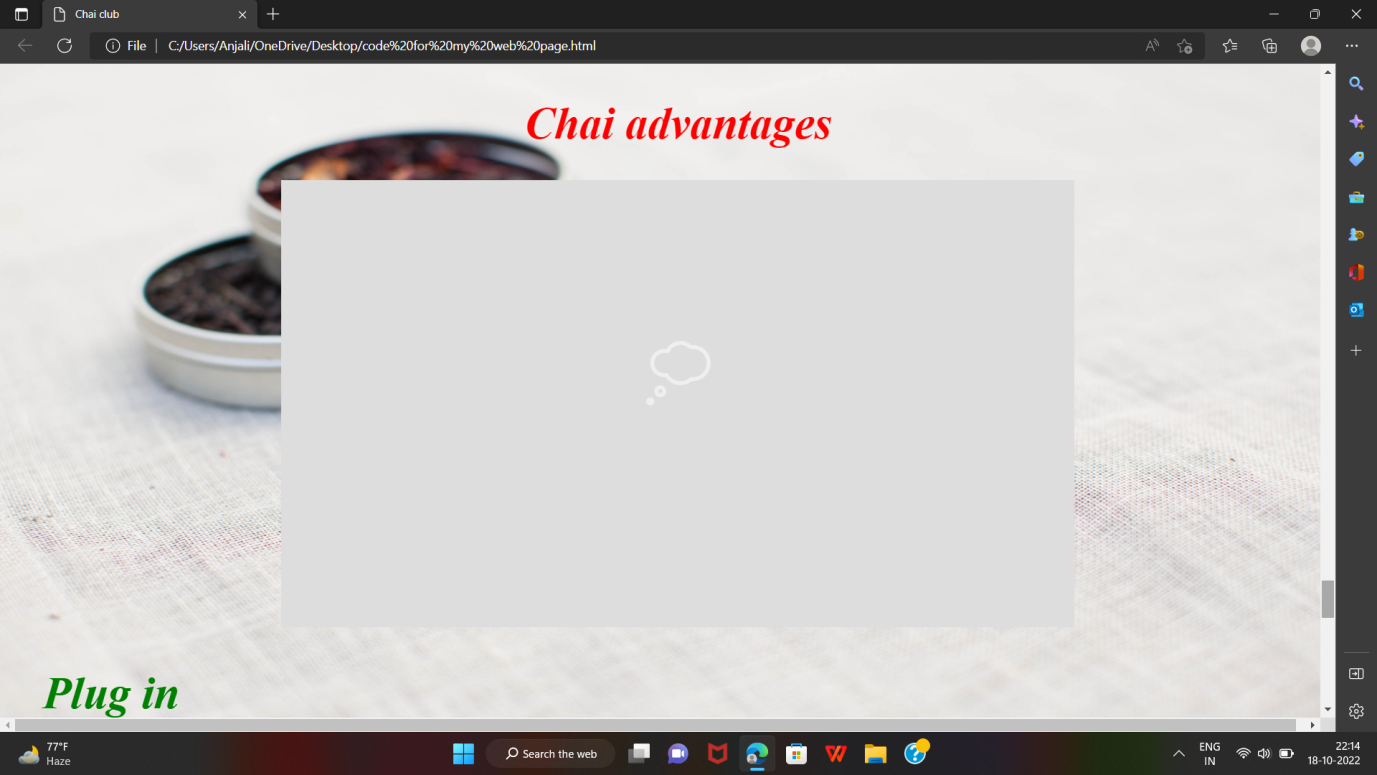 Chai club
File
C:/Users/Anjali/OneDrive/Desktop/code%20for%20my%20web%20page.html
Chai advantages
Plug in
77°F
Haze
Search the web
ENG
IN
22:14
18-10-2022